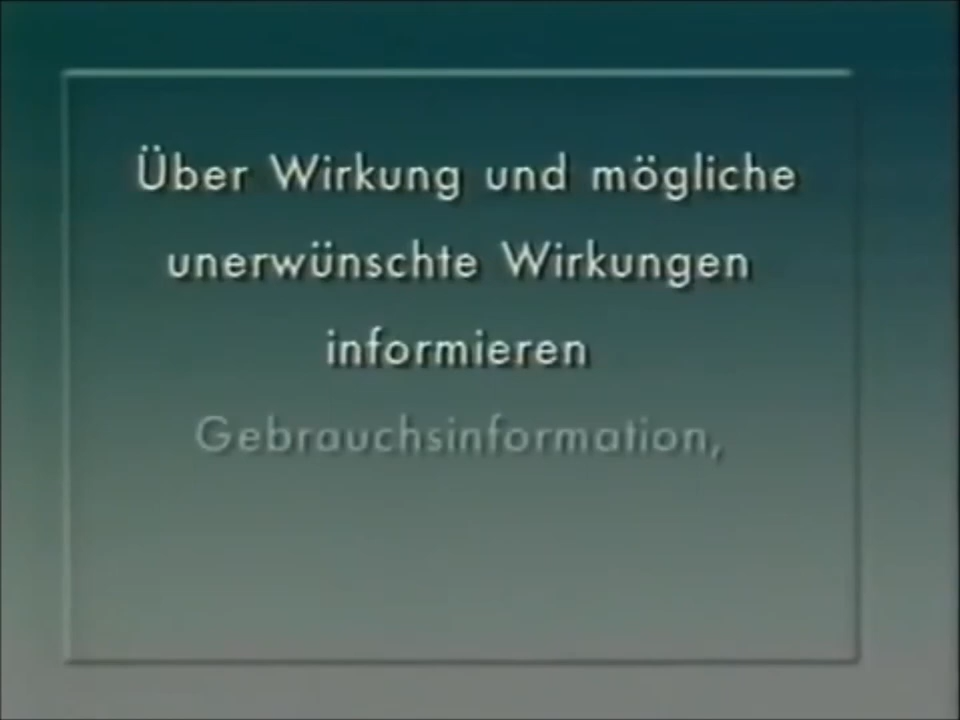 Über Wirkung und mögliche
unerwünschte Wirkungen
informieren
Gebrauchsinformation,